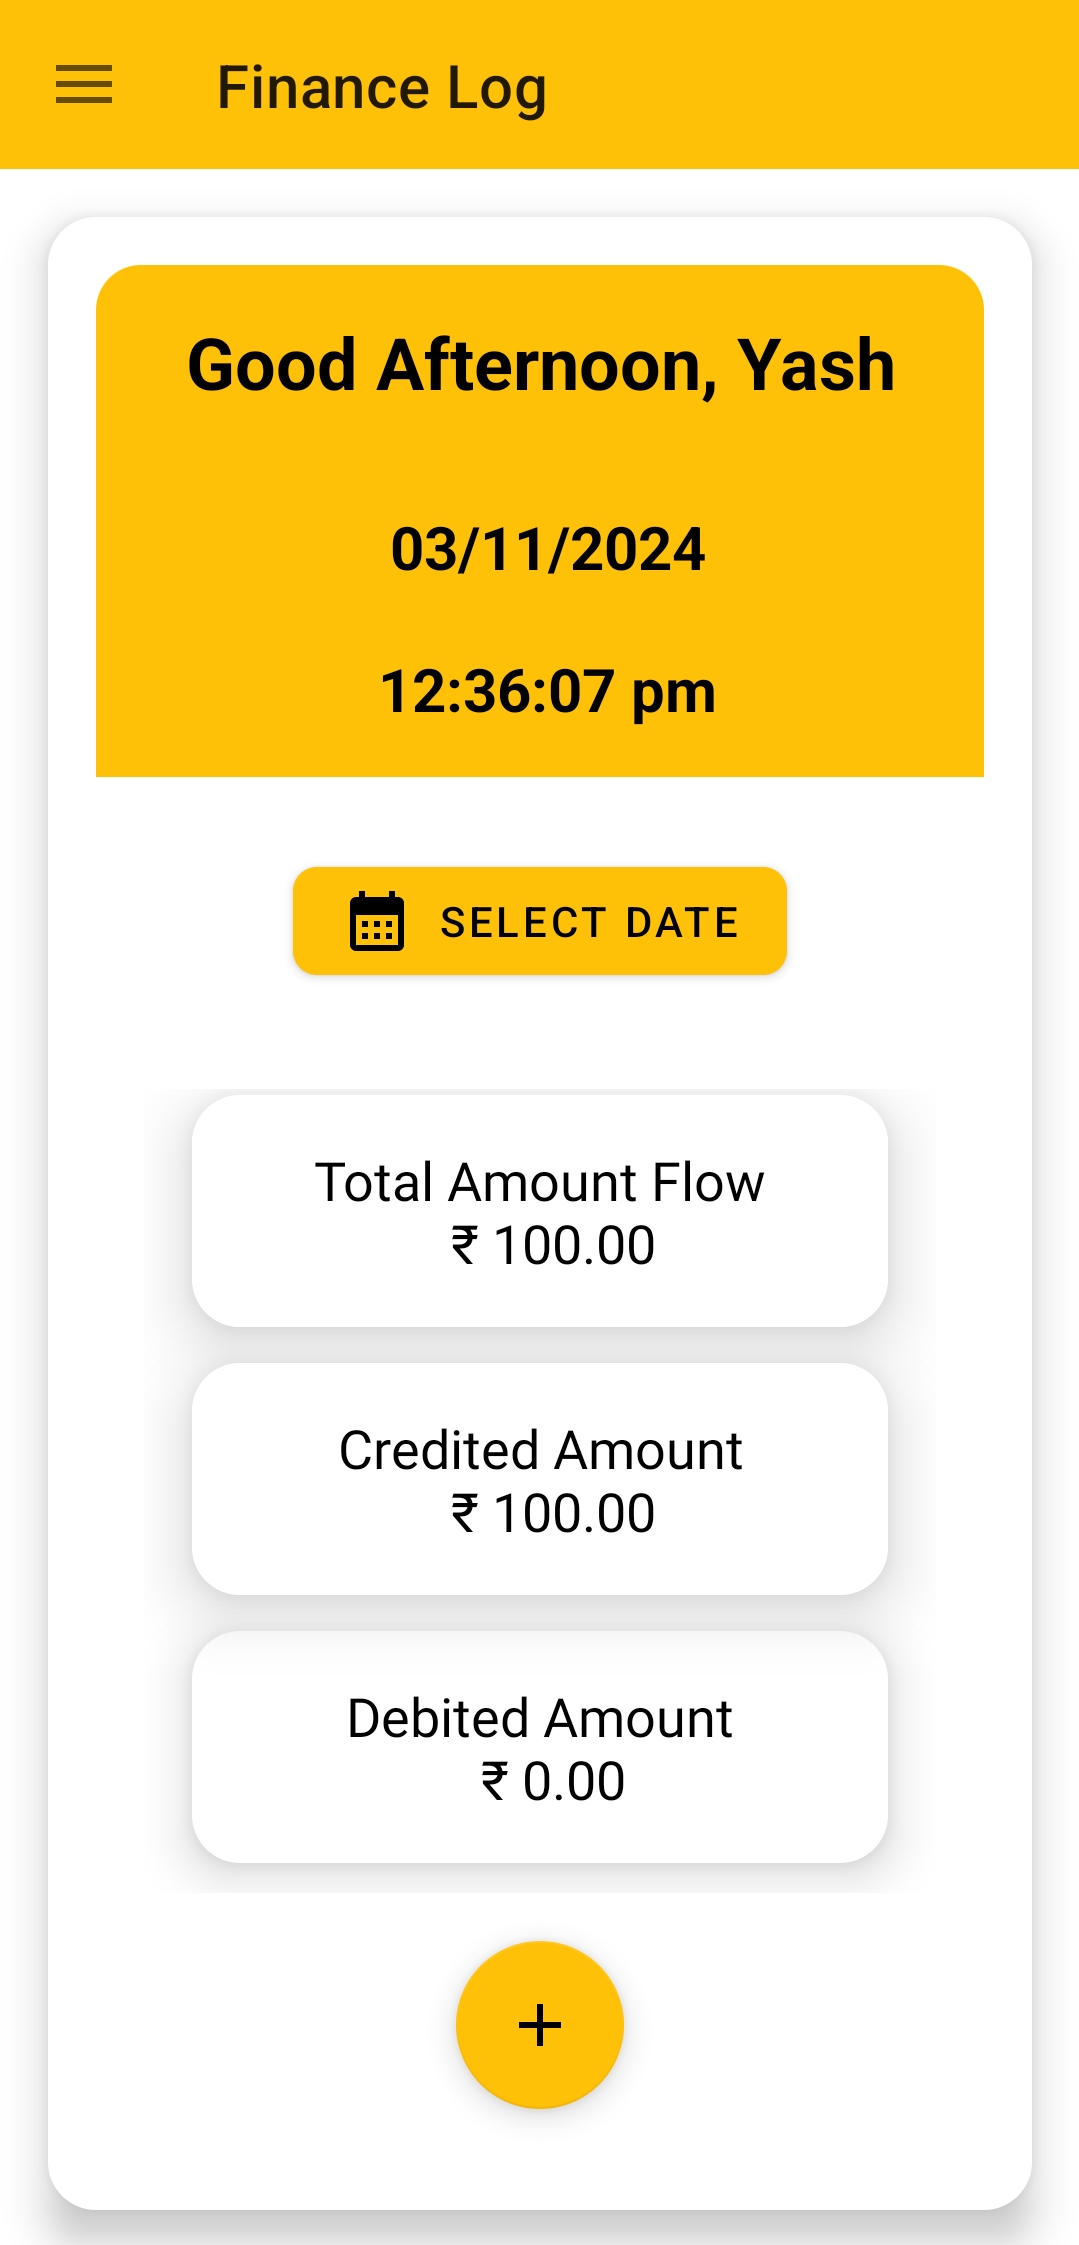 Finance Log
Good Afternoon, Yash
03/11/2024
12:36:07 pm
SELECT DATE
Total Amount Flow
₹ 100.00
Credited Amount
₹ 100.00
Debited Amount
₹ 0.00
+